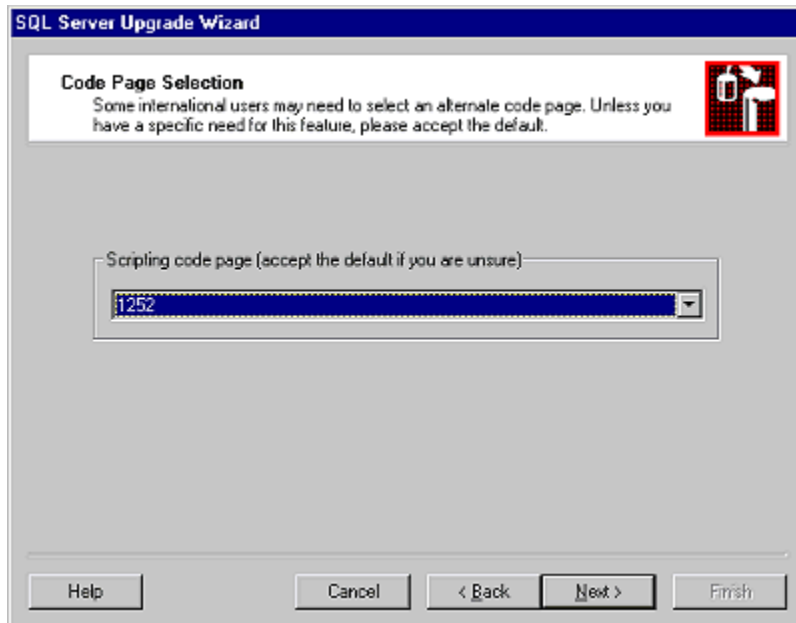 SQL Server Upgrade Wizard
Code Page Selection
Some international users may need to select an alternate code page. Unless you
have a specific need for this feature, please accept the default.
Scripting code page (accept the default if you are unsure)
1252
Help
Cancel
< Back
Next >
Finish